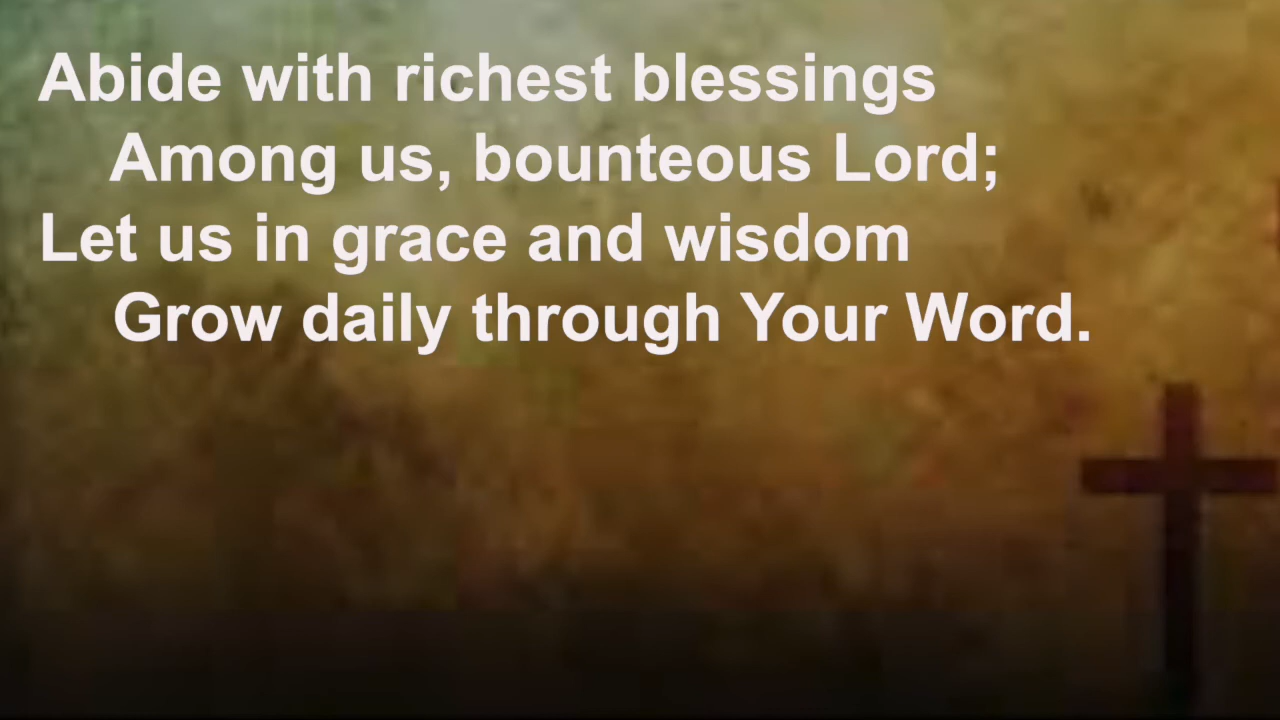 Abide with richest blessings
Among us, bounteous Lord;
Let us in grace and wisdom
Grow daily through Your Word.